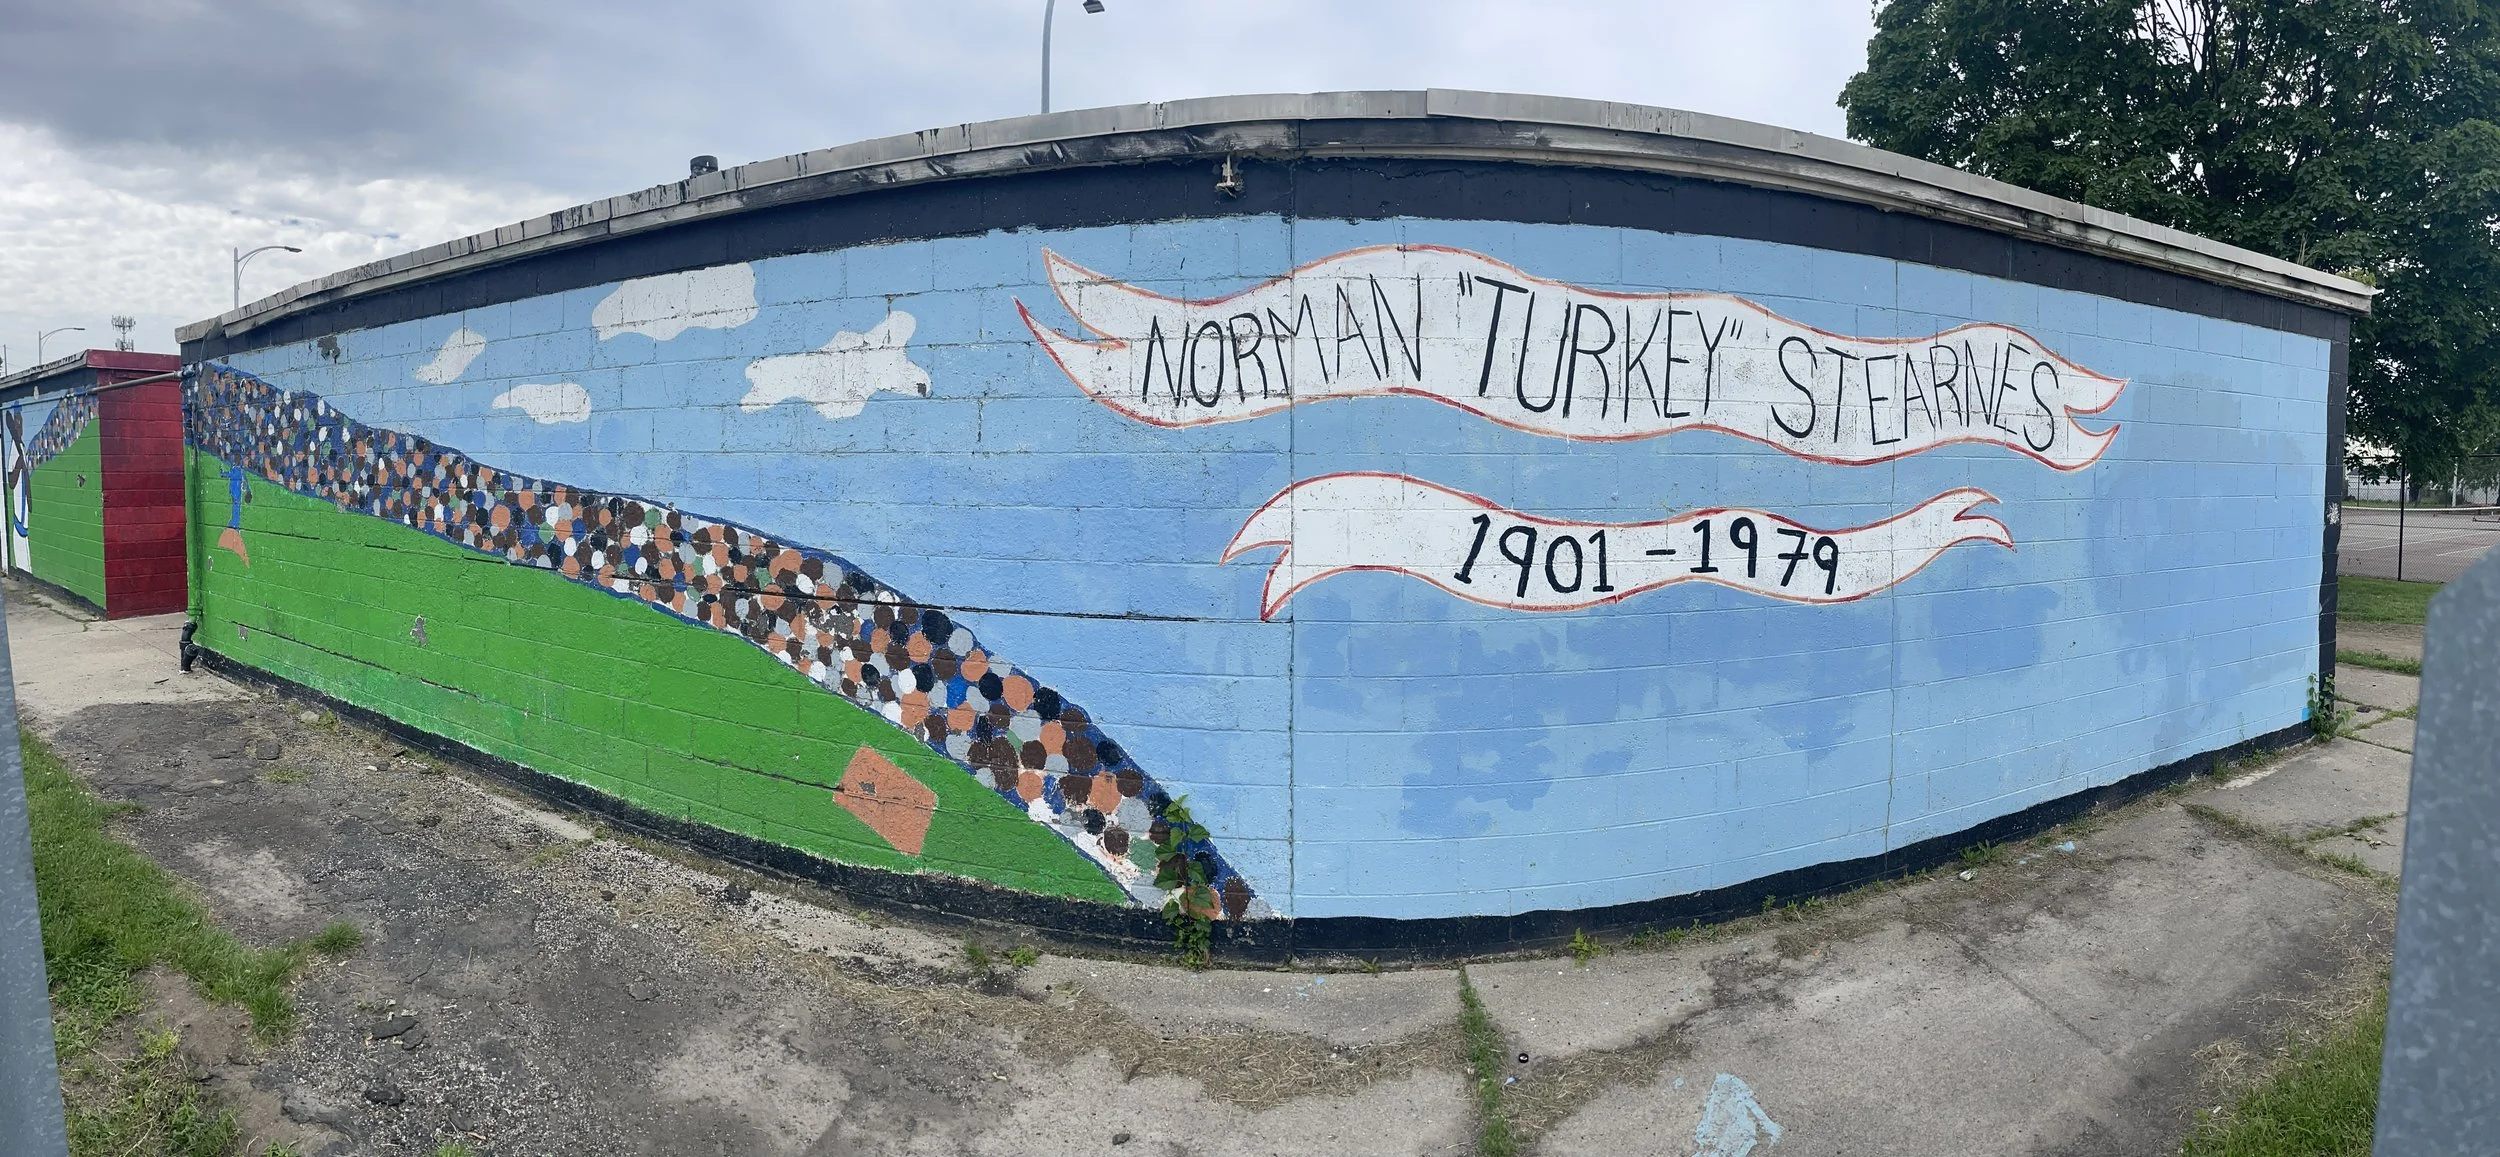 NORMAN "TURKEY" STEARNES
1901 - 1979